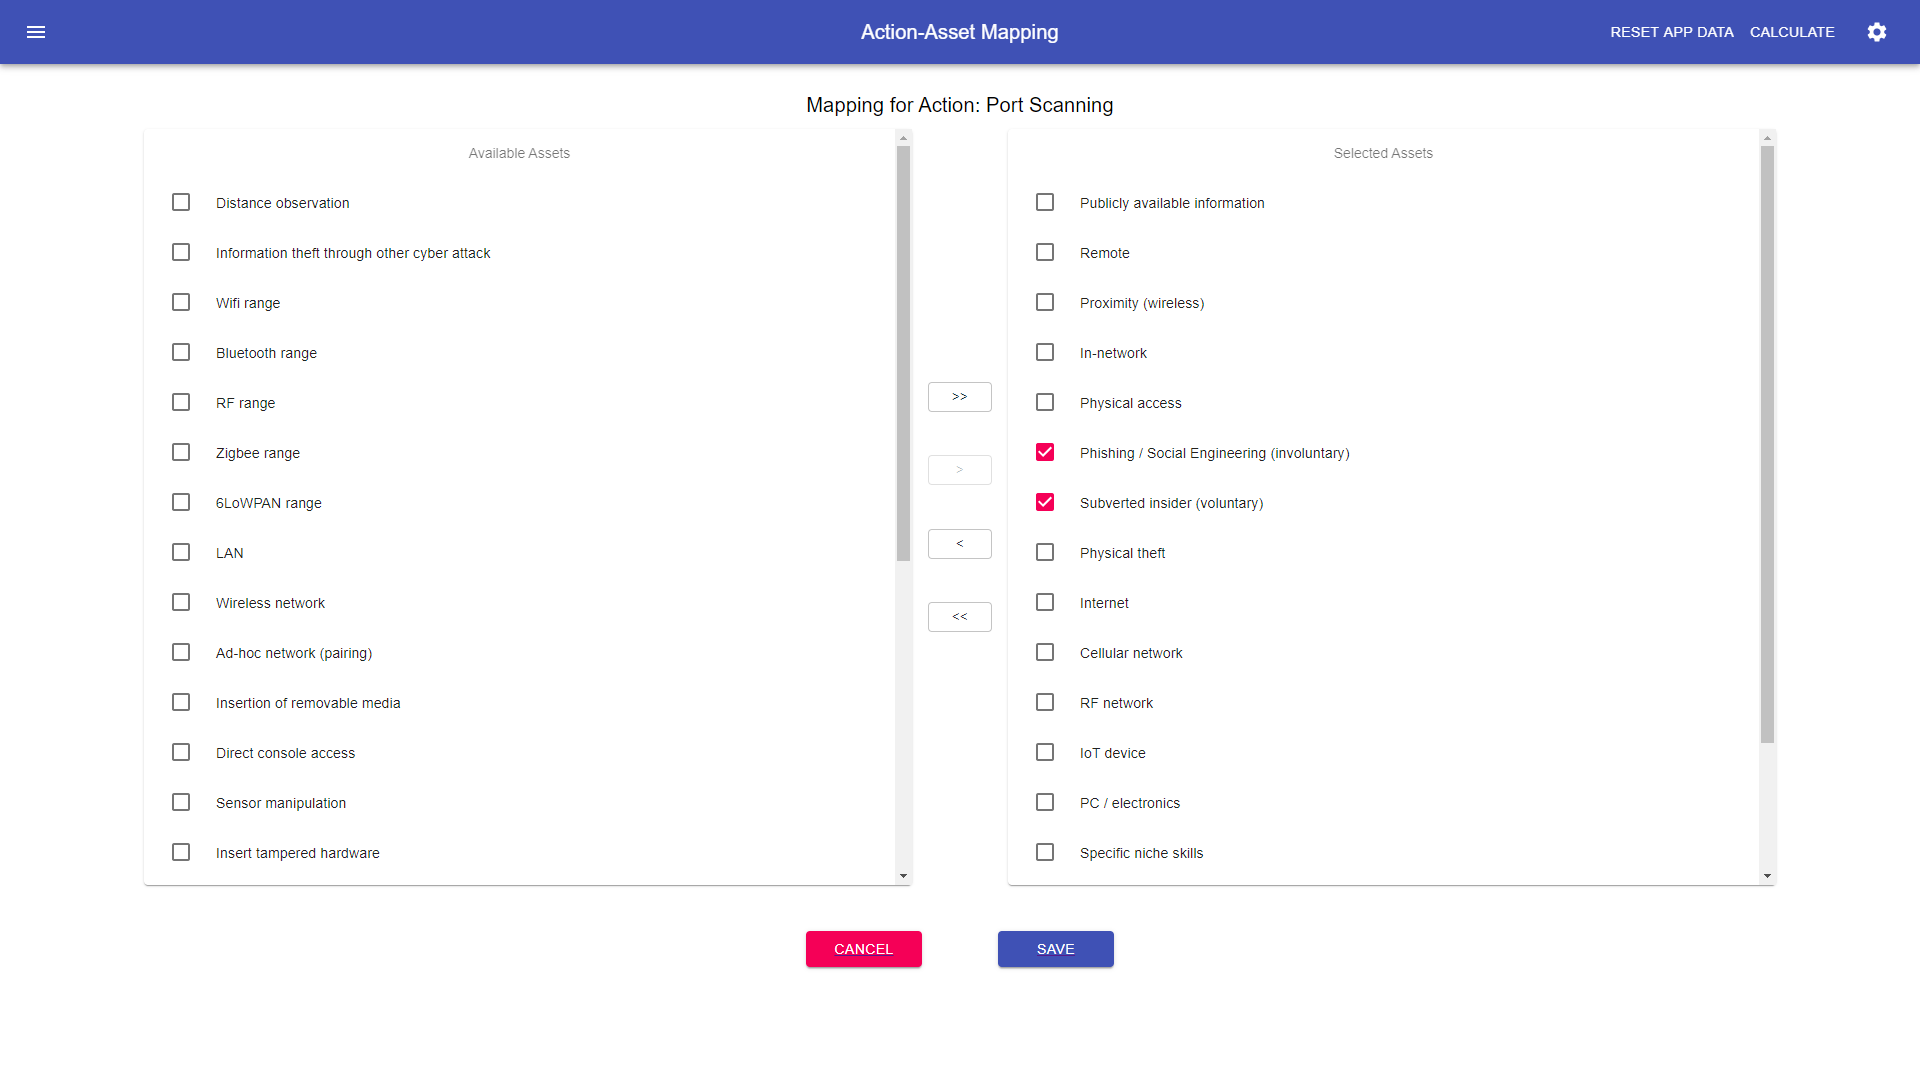 Action-Asset Mapping
RESET APP DATA
CALCULATE
Mapping for Action: Port Scanning
Available Assets
Distance observation
Information theft through other cyber attack
Wifi range
Bluetooth range
RF range
Zigbee range
6LoWPAN range
LAN
Wireless network
Ad-hoc network (pairing)
Insertion of removable media
Direct console access
Sensor manipulation
Insert tampered hardware
>>
>
<
<<
Selected Assets
Publicly available information
Remote
Proximity (wireless)
In-network
Physical access
Phishing / Social Engineering (involuntary)
Subverted insider (voluntary)
Physical theft
Internet
Cellular network
RF network
IoT device
PC / electronics
Specific niche skills
CANCEL
SAVE